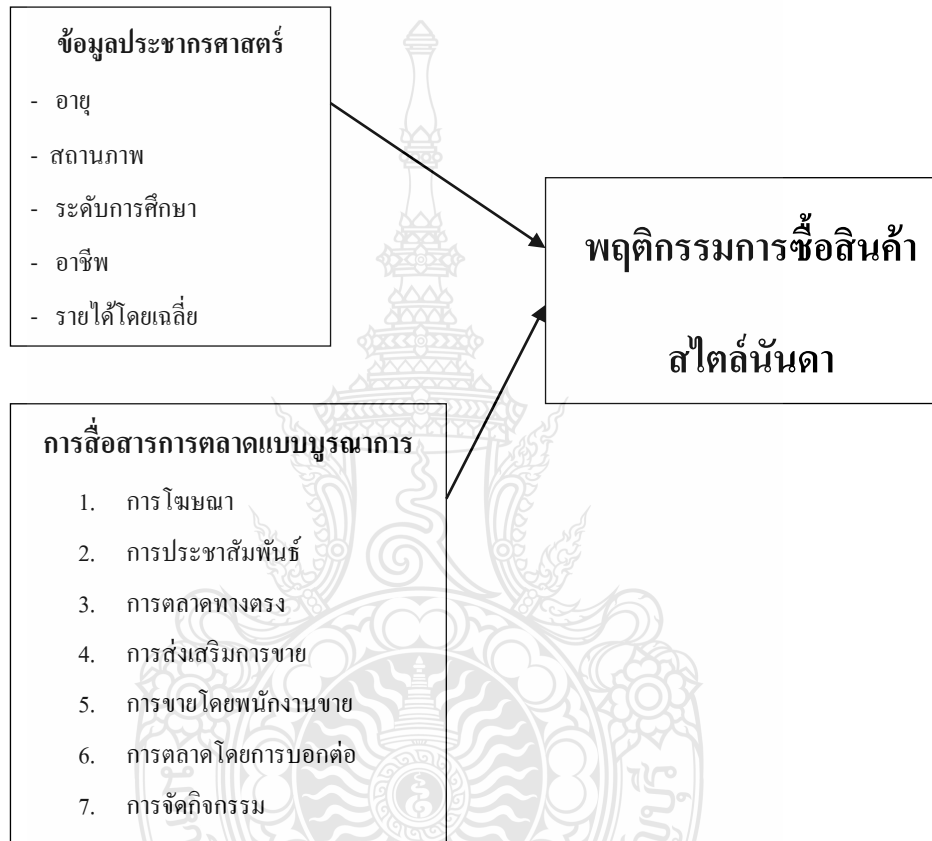 ข้อมูลประชากรศาสตร์
- อายุ
- สถานภาพ
- ระดับการศึกษา
- อาชีพ
- รายได้โดยเฉลี่ย
พฤติกรรมการซื้อสินค้า
สไตล์นันดา
การสื่อสารการตลาดแบบบูรณาการ
1. การโฆษณา
2. การประชาสัมพันธ์
3. การตลาดทางตรง
4. การส่งเสริมการขาย
5. การขายโดยพนักงานขาย
6. การตลาดโดยการบอกต่อ
7. การจัดกิจกรรม